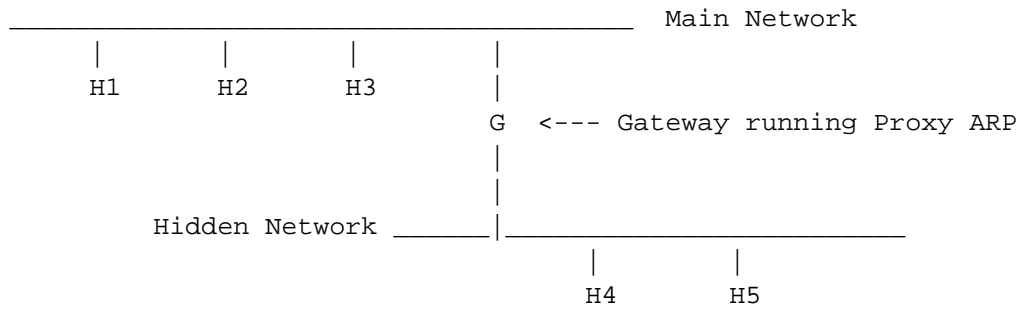 Main Network
H1 H2 H3
G <--- Gateway running Proxy ARP
Hidden Network
H4 H5